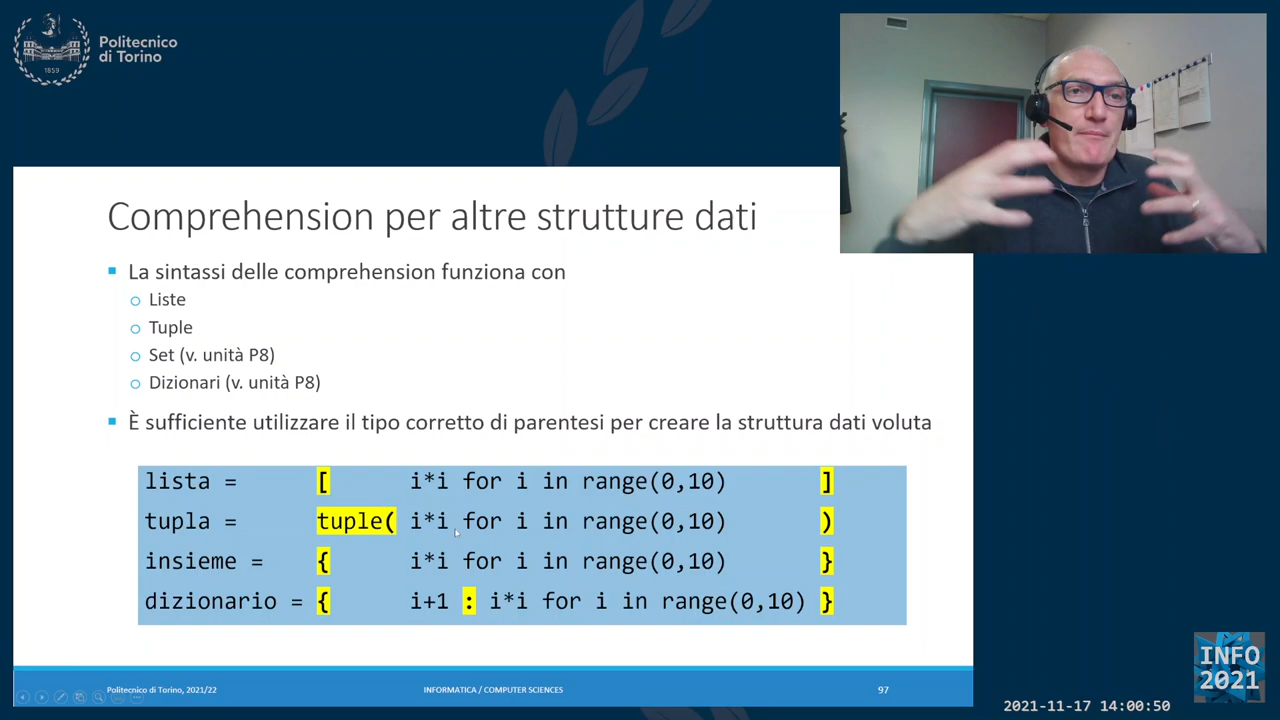 Politecnico
di Torino
1859
Comprehension per altre strutture dati
La sintassi delle comprehension funziona con
Liste
Tuple
Set (v. unità P8)
Dizionari (v. unità P8)
È sufficiente utilizzare il tipo corretto di parentesi per creare la struttura dati voluta
lista = [ i*i for i in range(0,10) ]
tupla = tuple( i*i for i in range(0,10) )
insieme = { i*i for i in range(0,10) }
dizionario = { i+1 : i*i for i in range(0,10) }
Politecnico di Torino, 2021/22 INFORMATICA / COMPUTER SCIENCES 97
INFO
2021
2021-11-17 14:00:50